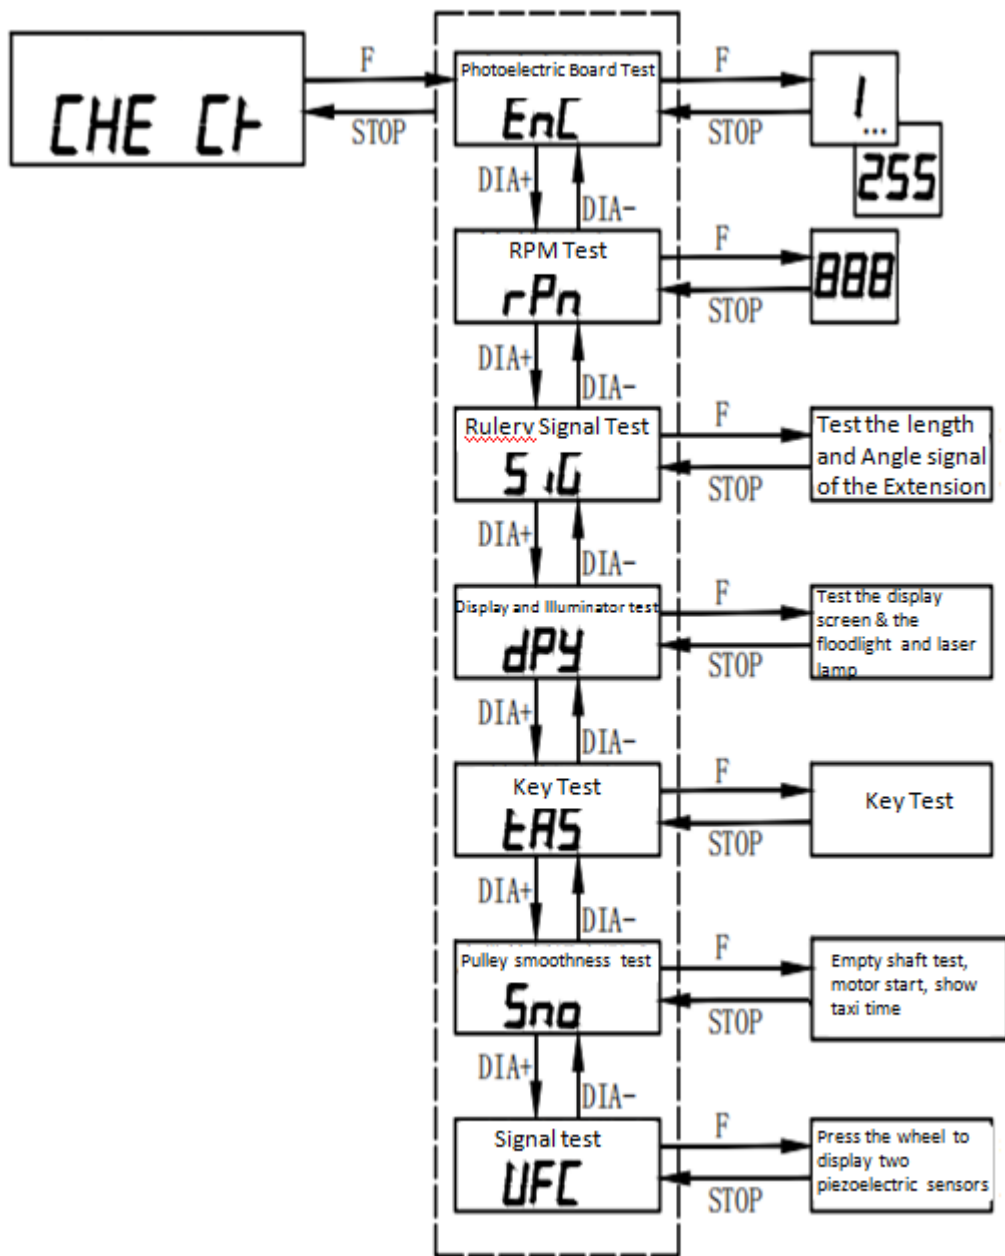 CHE CH
F
STOP
Photoelectric Board Test
EnC
F
STOP
1
...
255
DIA+
DIA-
RPM Test
rPn
F
STOP
888
DIA+
DIA-
Rulerv Signal Test
SiG
F
STOP
Test the length
and Angle signal
of the Extension
DIA+
DIA-
Display and Illuminator test
dPY
F
STOP
Test the display
screen & the
floodlight and laser
lamp
DIA+
DIA-
Key Test
tAS
F
STOP
Key Test
DIA+
DIA-
Pulley smoothness test
Sno
F
STOP
Empty shaft test,
motor start, show
taxi time
DIA+
DIA-
Signal test
UFC
F
STOP
Press the wheel to
display two
piezoelectric sensors